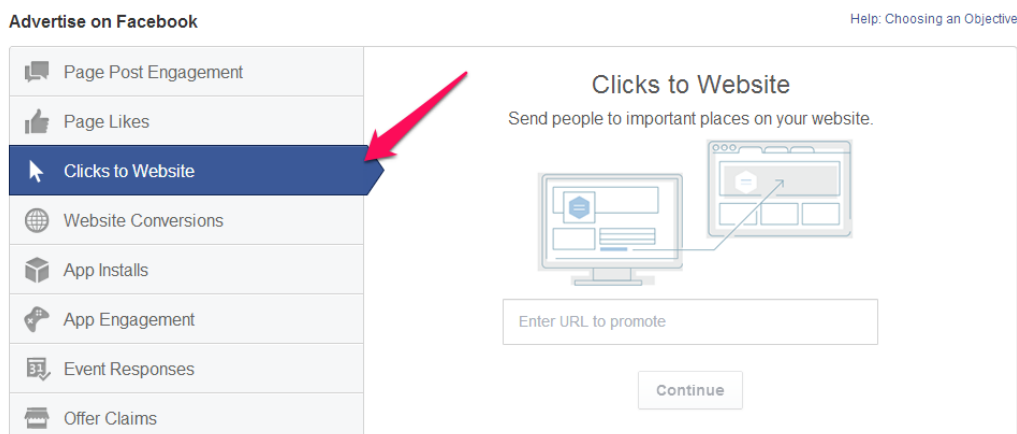 Advertise on Facebook
Help: Choosing an Objective
Page Post Engagement
Page Likes
Clicks to Website
Website Conversions
App Installs
App Engagement
31
Event Responses
Offer Claims
Clicks to Website
Send people to important places on your website.
Enter URL to promote
Continue